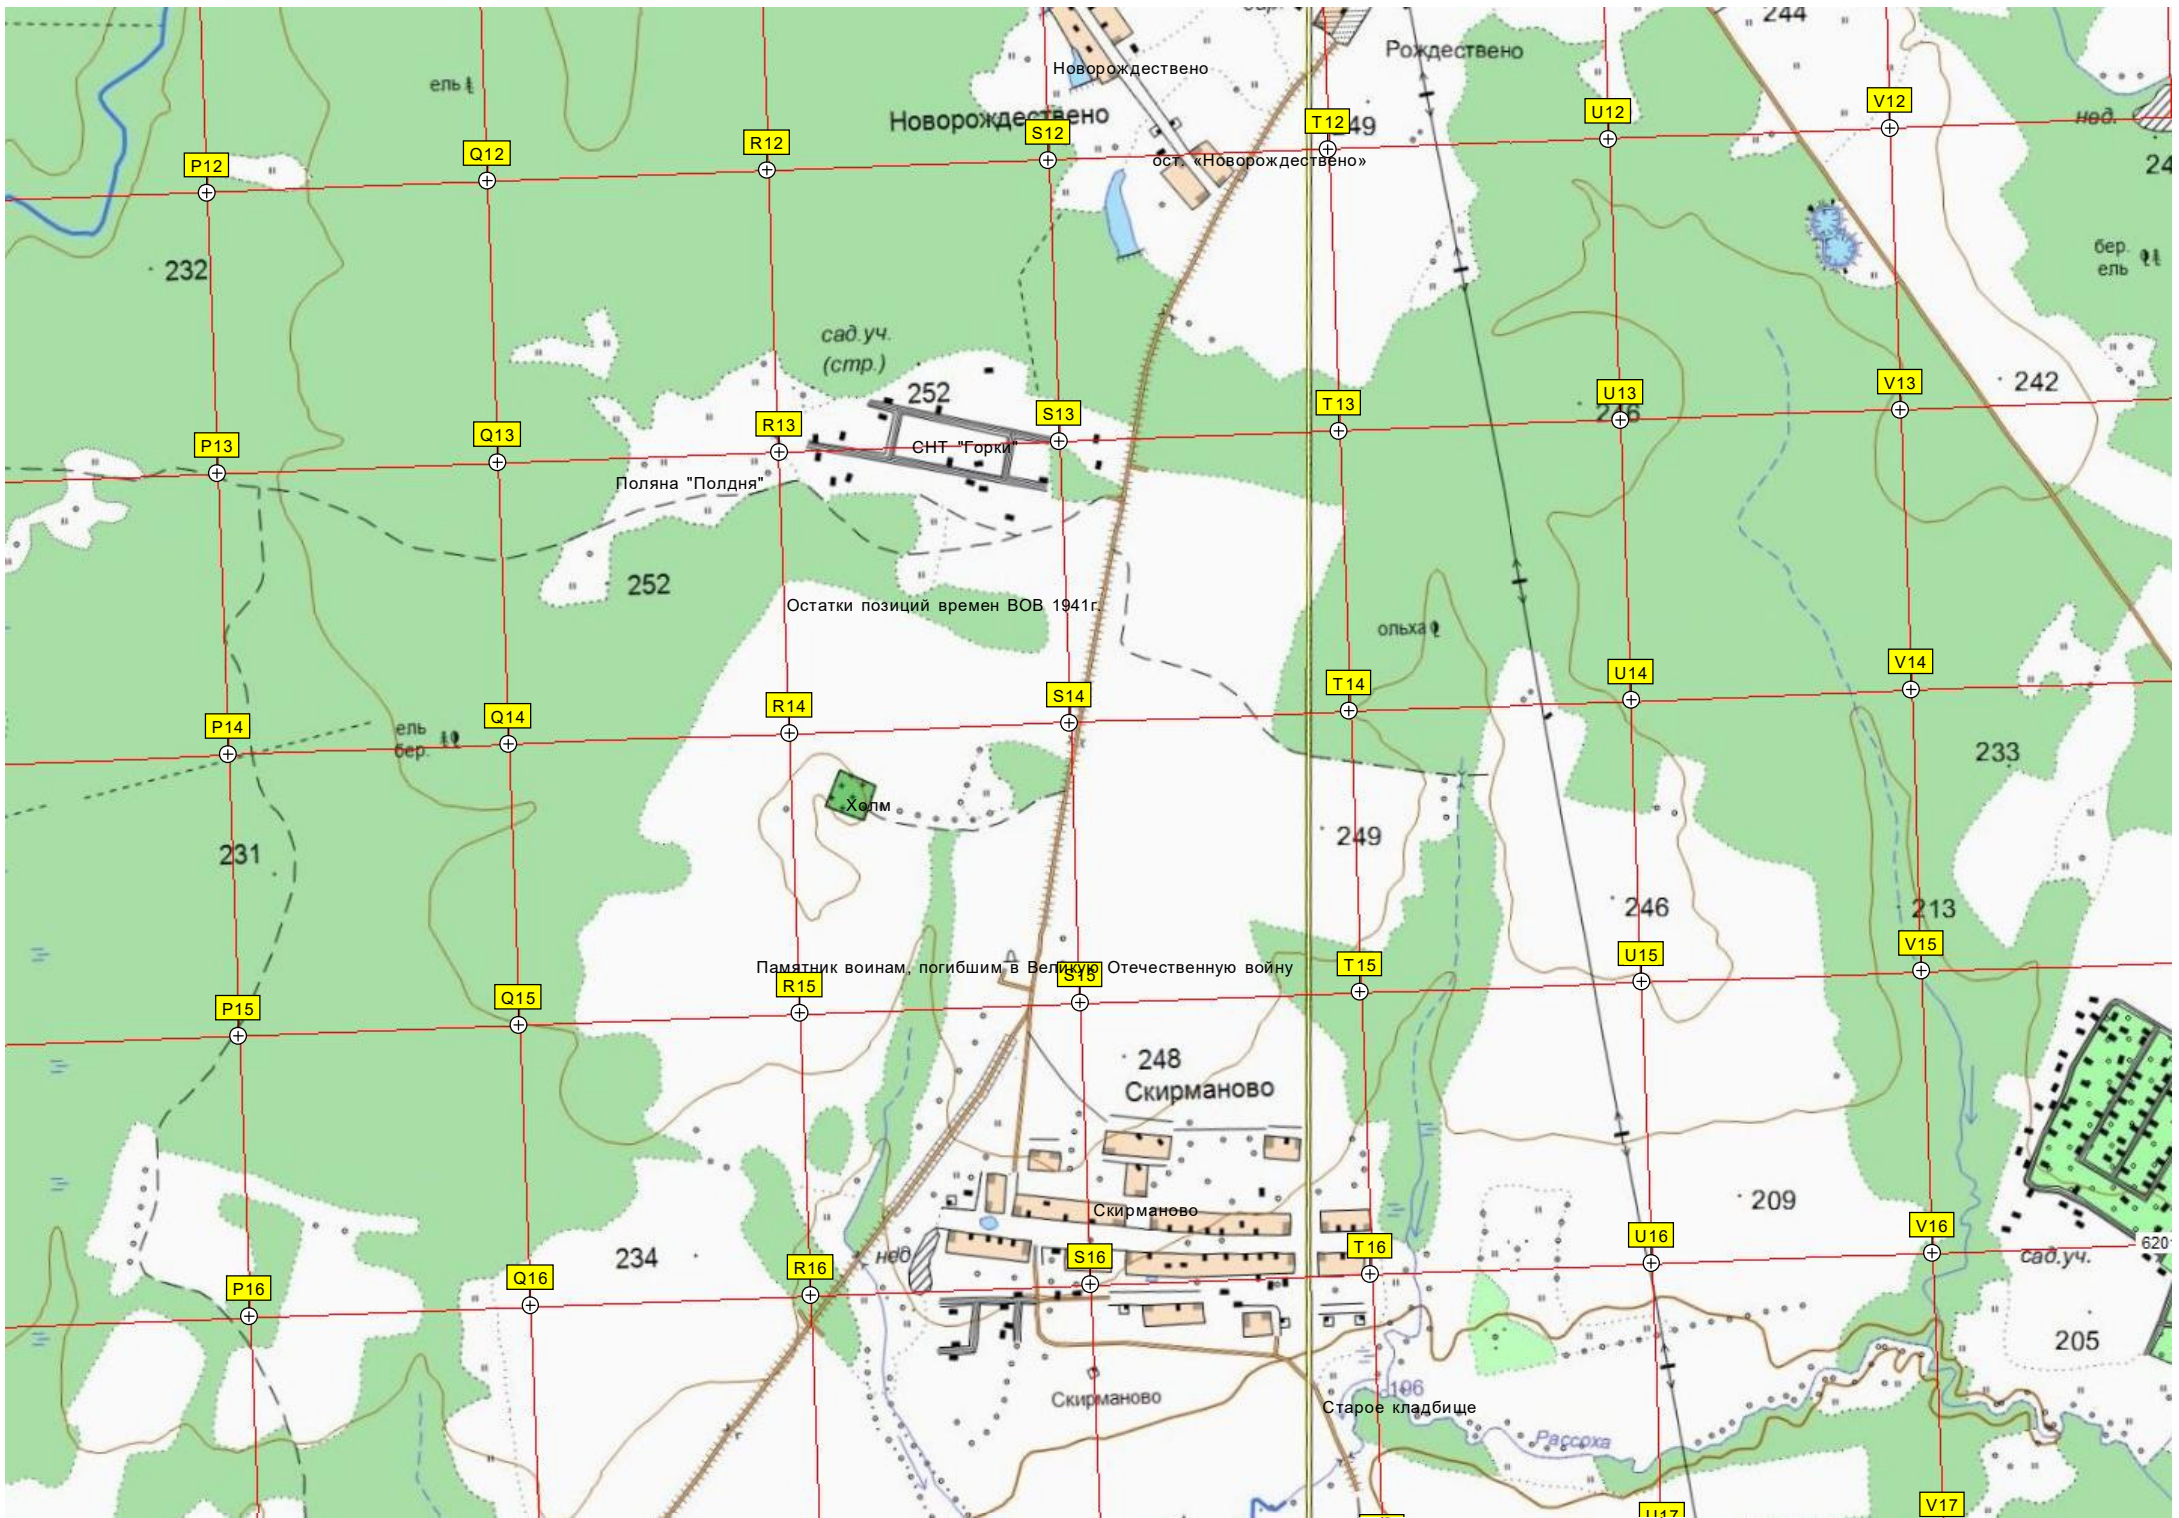 244
Рождествено
ель
Новорождествено
Новорождествено
V12
U12
T12
249
нед.
S12
R12
Q12
P12
ост. «Новорождествено»
24
232
бер.
ель
сад.уч.
(стр.)
252
V13
242
U13
246
T13
S13
R13
Q13
P13
СНТ "Горки"
Поляна "Полдня"
252
Остатки позиций времен ВОВ 1941г.
ольха
V14
U14
T14
S14
R14
Q14
P14
ель
бер.
233
Холм
249
231
246
213
V15
U15
T15
Памятник воинам, погибшим в Великую Отечественную войну
S15
R15
Q15
P15
248
Скирманово
209
Скирманово
V16
U16
T16
S16
R16
Q16
P16
нед
234
сад.уч.
620
205
196
Скирманово
Старое кладбище
Рассоха
V17
U17